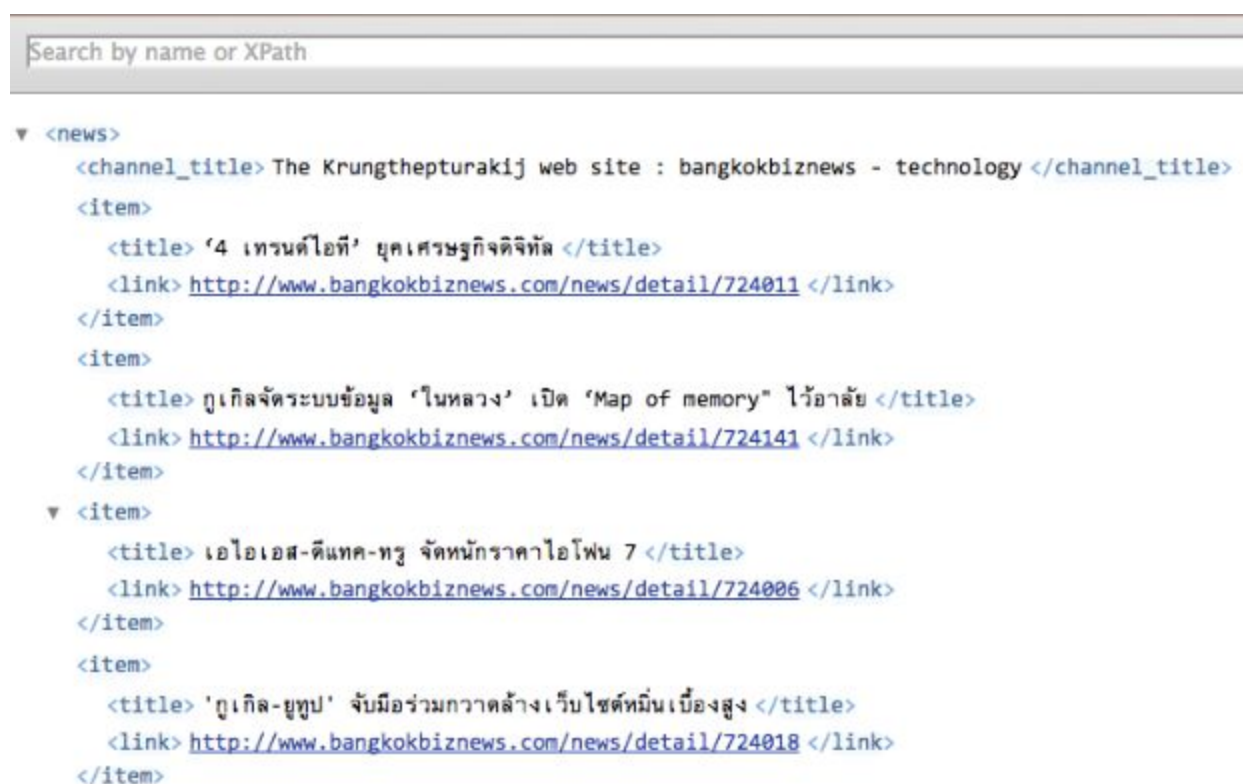 Search by name or XPath
<news>
<channel_title> The Krungthepturakij web site : bangkokbiznews - technology </channel_title>
<item>
<title> ‘4 เทรนด์ไอที’ ยุคเศรษฐกิจดิจิทัล </title>
<link> http://www.bangkokbiznews.com/news/detail/724011 </link>
</item>
<item>
<title> กูเกิลจัดระบบข้อมูล ‘ในหลวง’ เปิด ‘Map of memory" ไว้อาลัย </title>
<link> http://www.bangkokbiznews.com/news/detail/724141 </link>
</item>
<item>
<title> เอไอเอส-ดีแทค-ทรู จัดหนักราคาไอโฟน 7 </title>
<link> http://www.bangkokbiznews.com/news/detail/724006 </link>
</item>
<item>
<title> 'กูเกิล-ยูทูป' จับมือร่วมกวาดล้างเว็บไซต์หมิ่นเบื้องสูง </title>
<link> http://www.bangkokbiznews.com/news/detail/724018 </link>
</item>